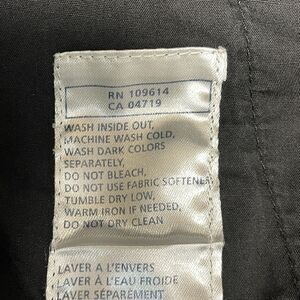 RN 109614
CA 04719
WASH INSIDE OUT,
MACHINE WASH COLD,
WASH DARK COLORS
SEPARATELY,
DO NOT BLEACH,
DO NOT USE FABRIC SOFTENER
TUMBLE DRY LOW,
WARM IRON IF NEEDED,
DO NOT DRY CLEAN
LAVER A L'ENVERS
LAVER À L'EAU FROIDE
LAVER SÉPARÉMENT